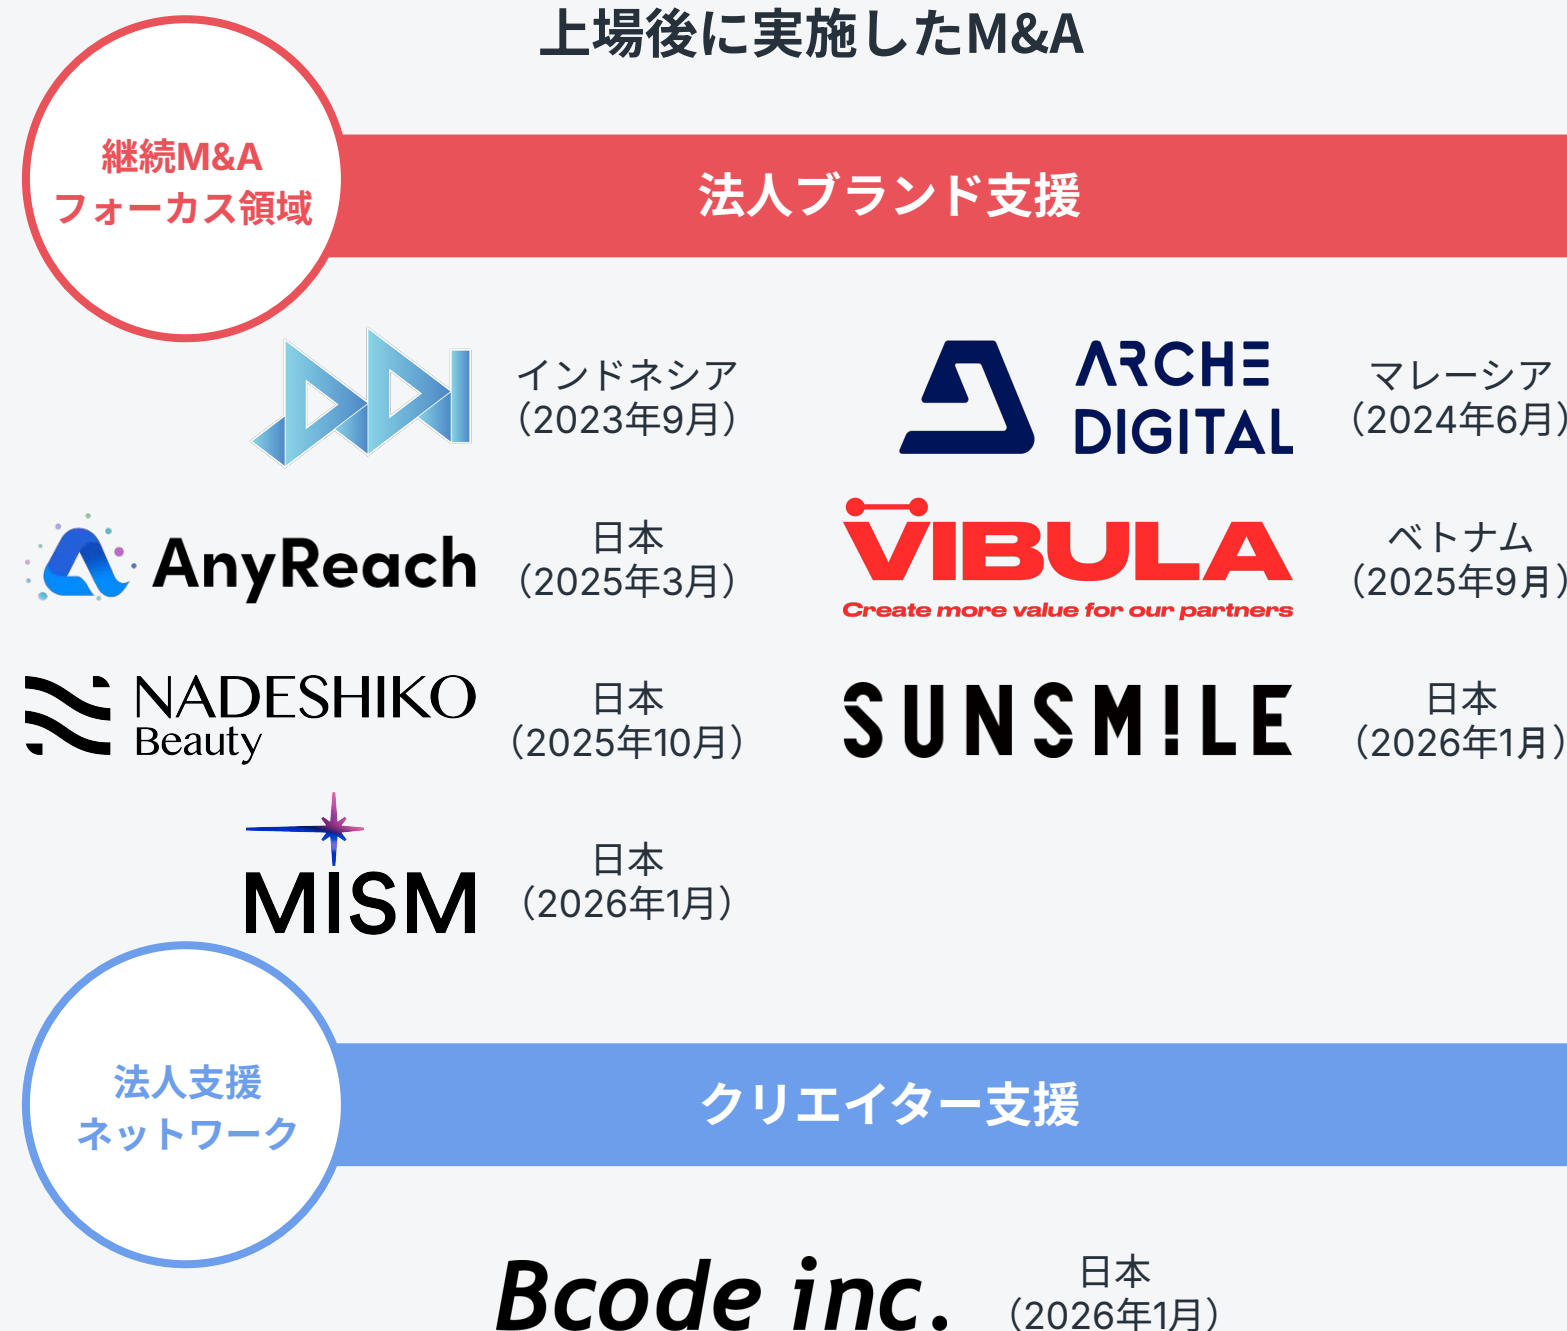 上場後に実施したM&A
継続M&A
フォーカス領域
法人ブランド支援
DDI
インドネシア
（2023年9月）
ARCHE
DIGITAL
マレーシア
（2024年6月）
AnyReach
日本
（2025年3月）
VIBULA
Create more value for our partners
ベトナム
（2025年9月）
NADESHIKO
Beauty
日本
（2025年10月）
SUNSM!LE
日本
（2026年1月）
MISM
日本
（2026年1月）
法人支援
ネットワーク
クリエイター支援
Bcode inc.
日本
（2026年1月）